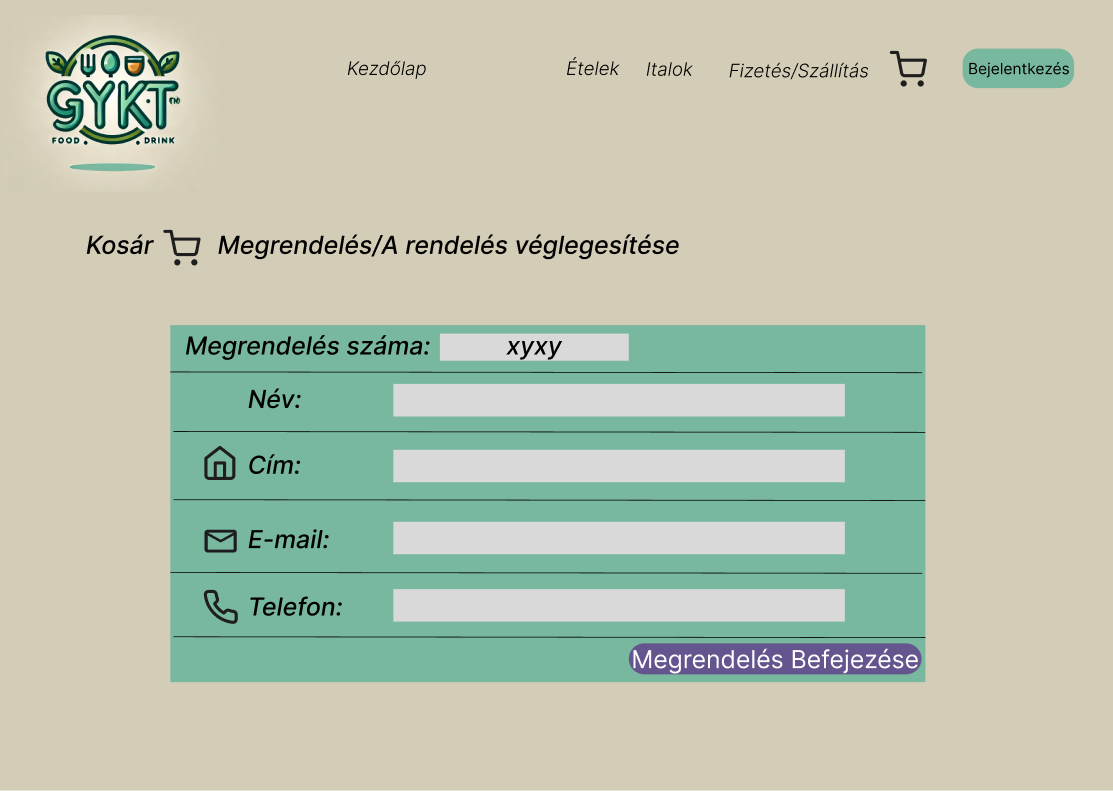 Kezdőlap
Ételek
Italok
Fizetés/Szállítás
Bejelentkezés
GYKT
FOOD DRINK
Kosár
Megrendelés/A rendelés véglegesítése
Megrendelés száma: xyxy
Név:
Cím:
E-mail:
Telefon:
Megrendelés Befejezése